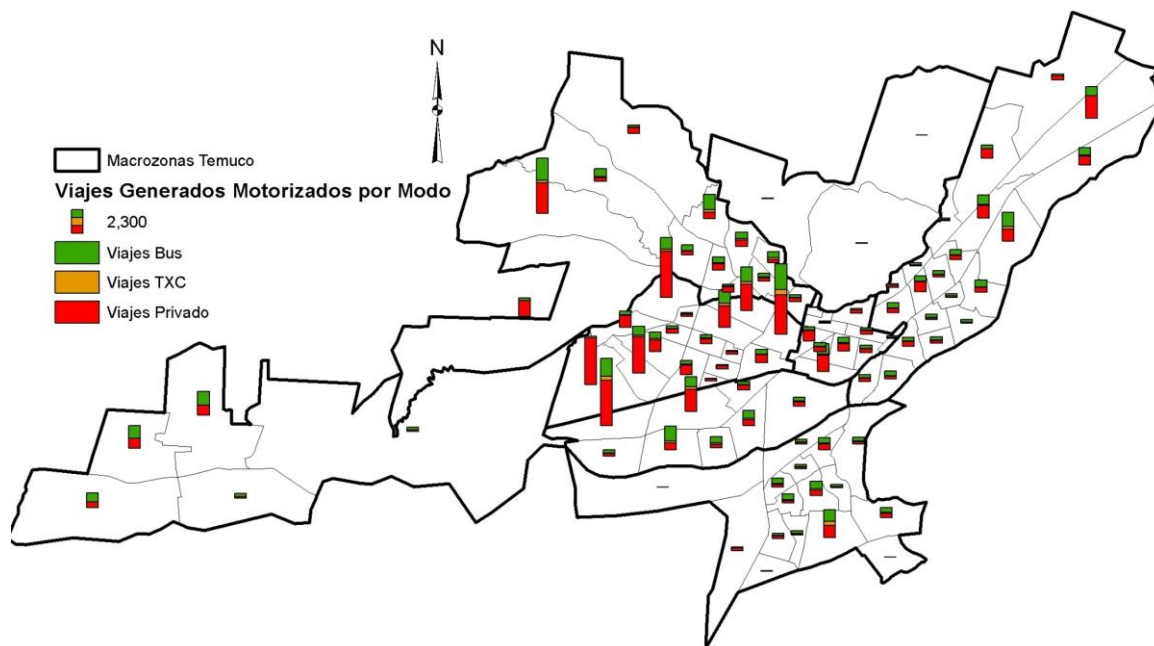 N
Macrozonas Temuco
Viajes Generados Motorizados por Modo
2,300
Viajes Bus
Viajes TXC
Viajes Privado